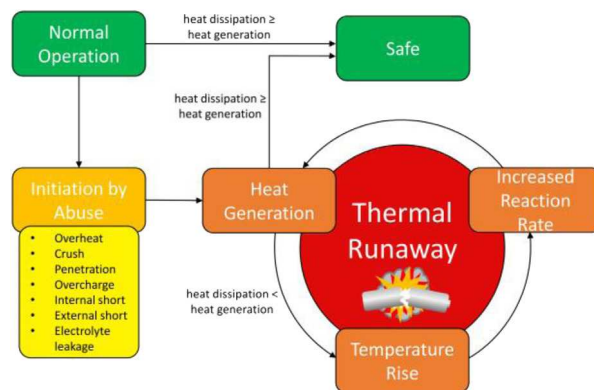 Normal
Operation
heat dissipation ≥
heat generation
Safe
heat dissipation ≥
heat generation
Initiation by
Abuse
• Overheat
• Crush
• Penetration
• Overcharge
• Internal short
• External short
• Electrolyte
leakage
Heat
Generation
Thermal
Runaway
Increased
Reaction
Rate
heat dissipation <
heat generation
Temperature
Rise